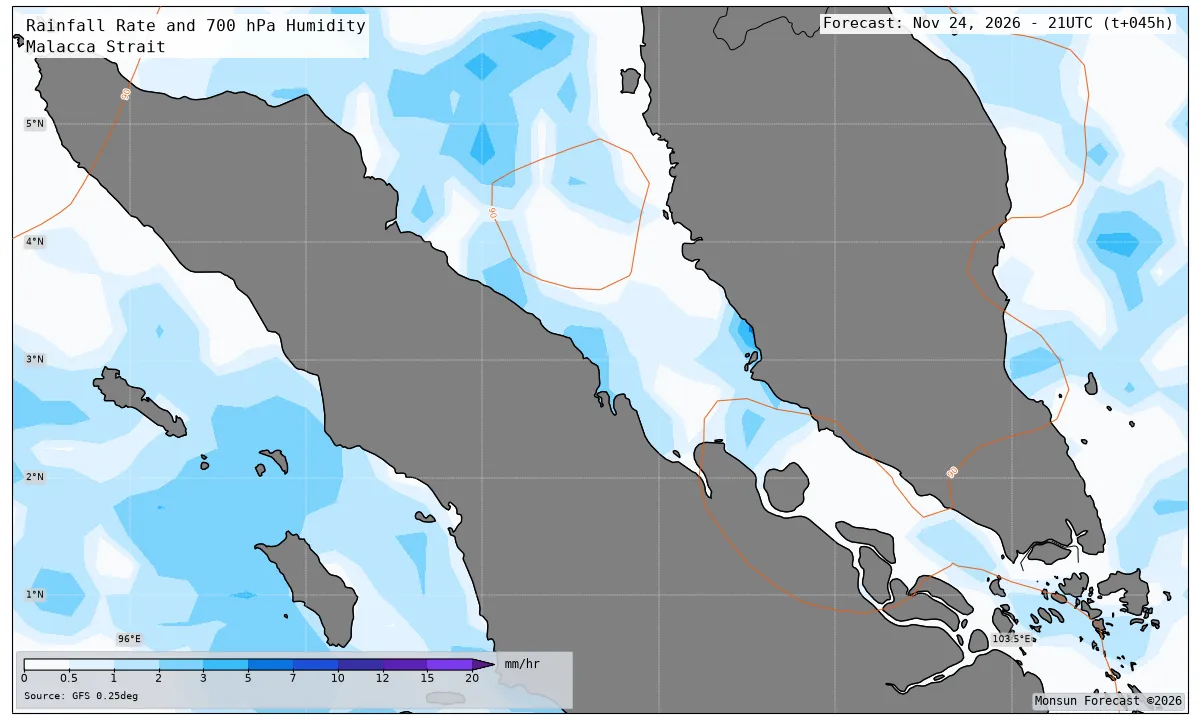 Rainfall Rate and 700 hPa Humidity
Malacca Strait
Forecast: Nov 24, 2026 - 21UTC (t+045h)
90
5°N
90
4°N
3°N
90
2°N
1°N
96°E
103.5°E
mm/hr
0 0.5 1 2 3 5 7 10 12 15 20
Source: GFS 0.25deg
Monsun Forecast ©2026